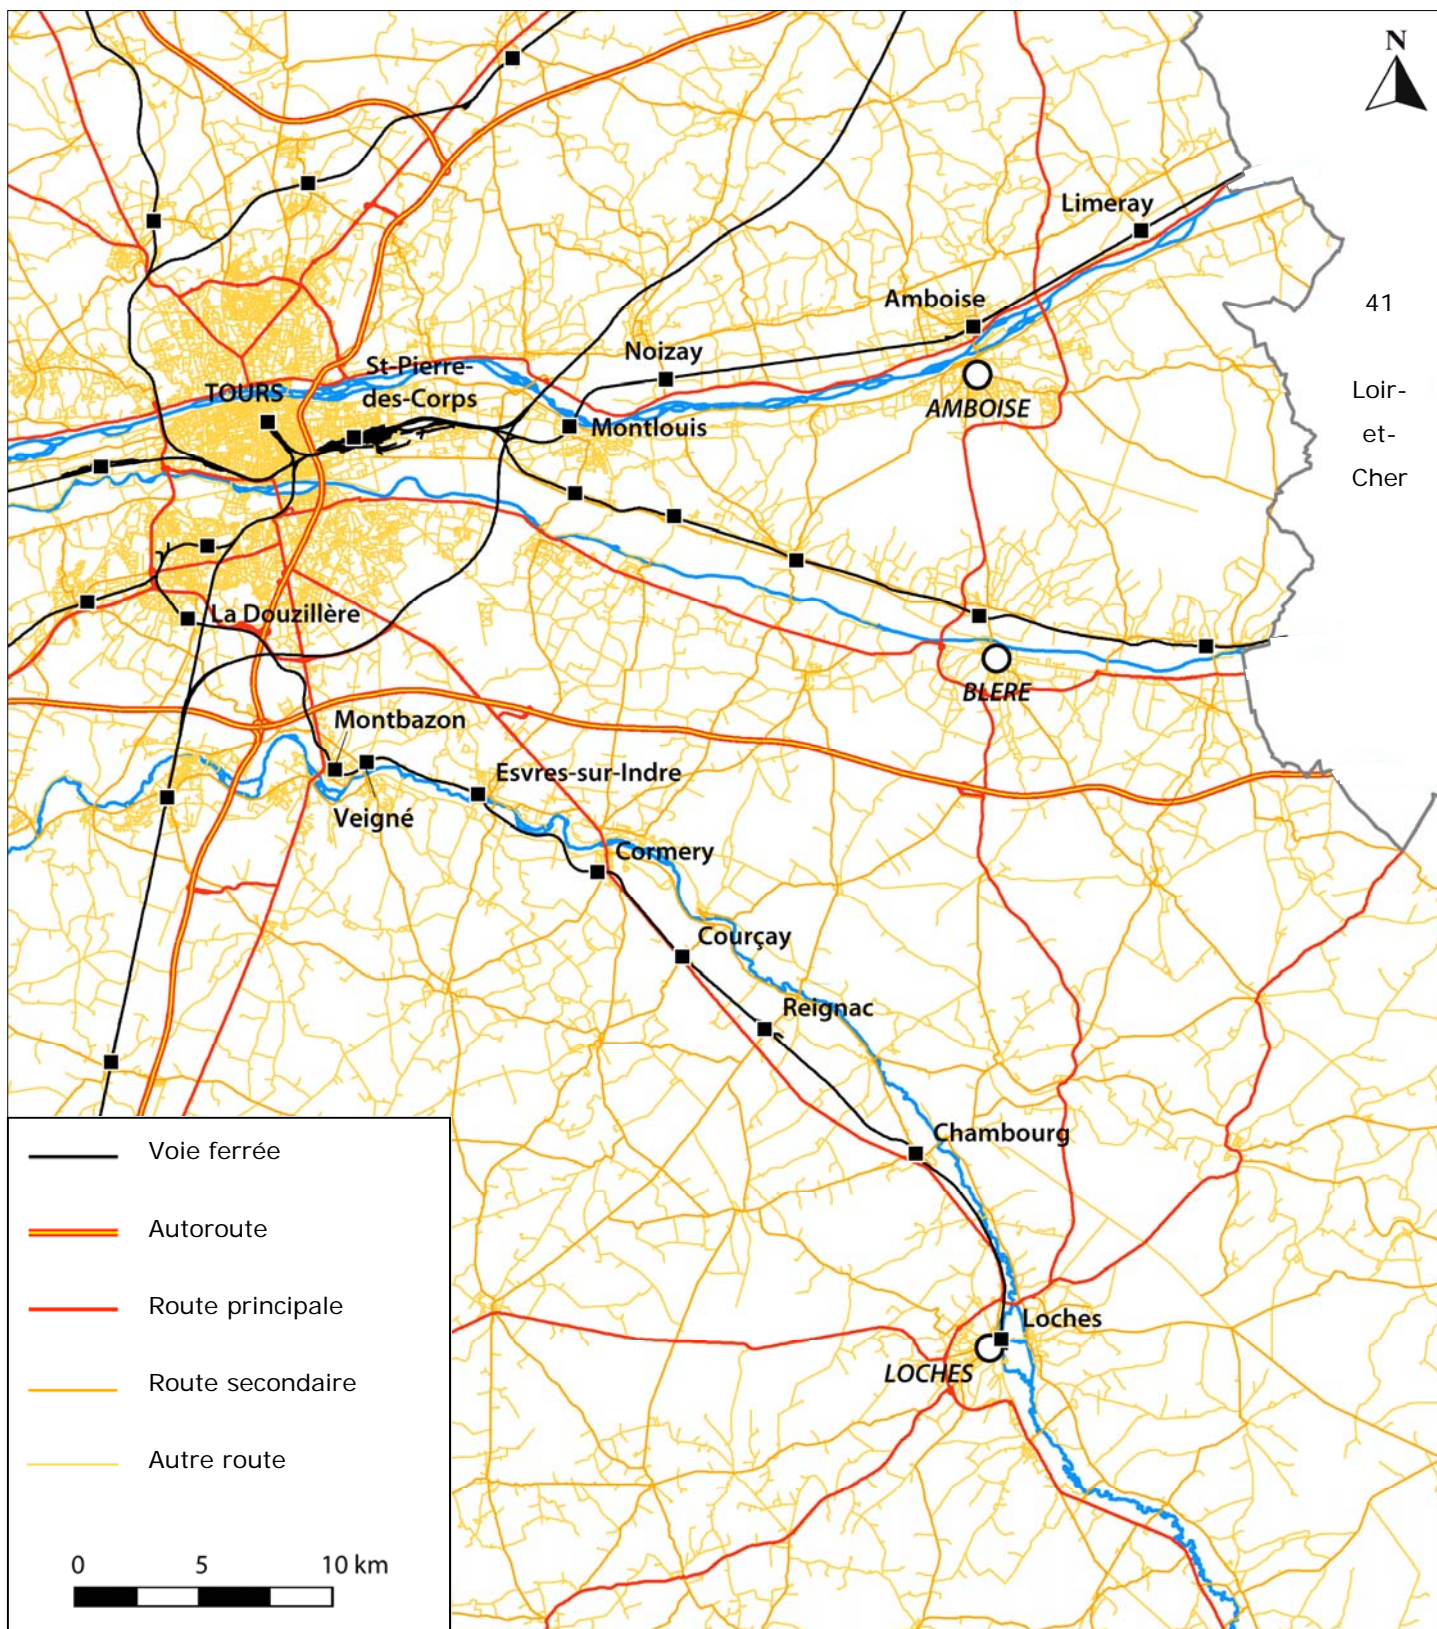 N
Limeray
41
Amboise
Loir-
et-
Cher
Noizay
St-Pierre-
des-Corps
TOURS
AMBOISE
Montlouis
La Douzillère
BLERE
Montbazon
Esvres-sur-Indre
Veigné
Cormery
Courçay
Reignac
Chambourg
Loches
LOCHES
Voie ferrée
Autoroute
Route principale
Route secondaire
Autre route
0 5 10 km